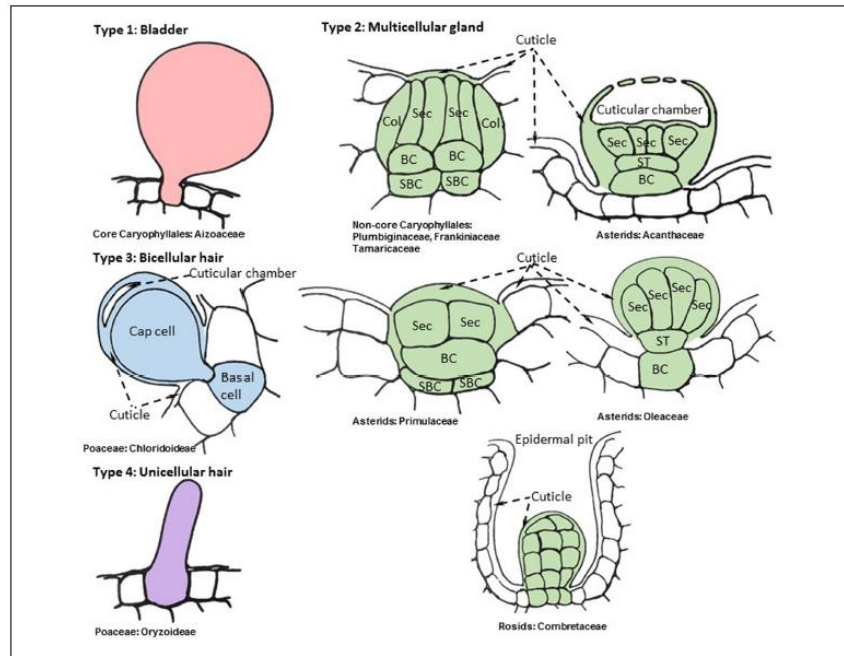 Type 1: Bladder
Core Caryophyllales: Aizoaceae
Type 2: Multicellular gland
Cuticle
Col.
Sec
Sec
Col.
BC
BC
SBC
SBC
Non-core Caryophyllales:
Plumbiginaceae, Frankiniaceae
Tamaricaceae
Cuticular chamber
Sec
Sec
Sec
ST
BC
Asterids: Acanthaceae
Type 3: Bicellular hair
Cuticular chamber
Cap cell
Basal
cell
Cuticle
Poaceae: Chloridoideae
Cuticle
Sec
Sec
BC
SBC
SBC
Asterids: Primulaceae
Sec
Sec
Sec
Sec
ST
BC
Asterids: Oleaceae
Type 4: Unicellular hair
Poaceae: Oryzoideae
Epidermal pit
Cuticle
Rosids: Combretaceae